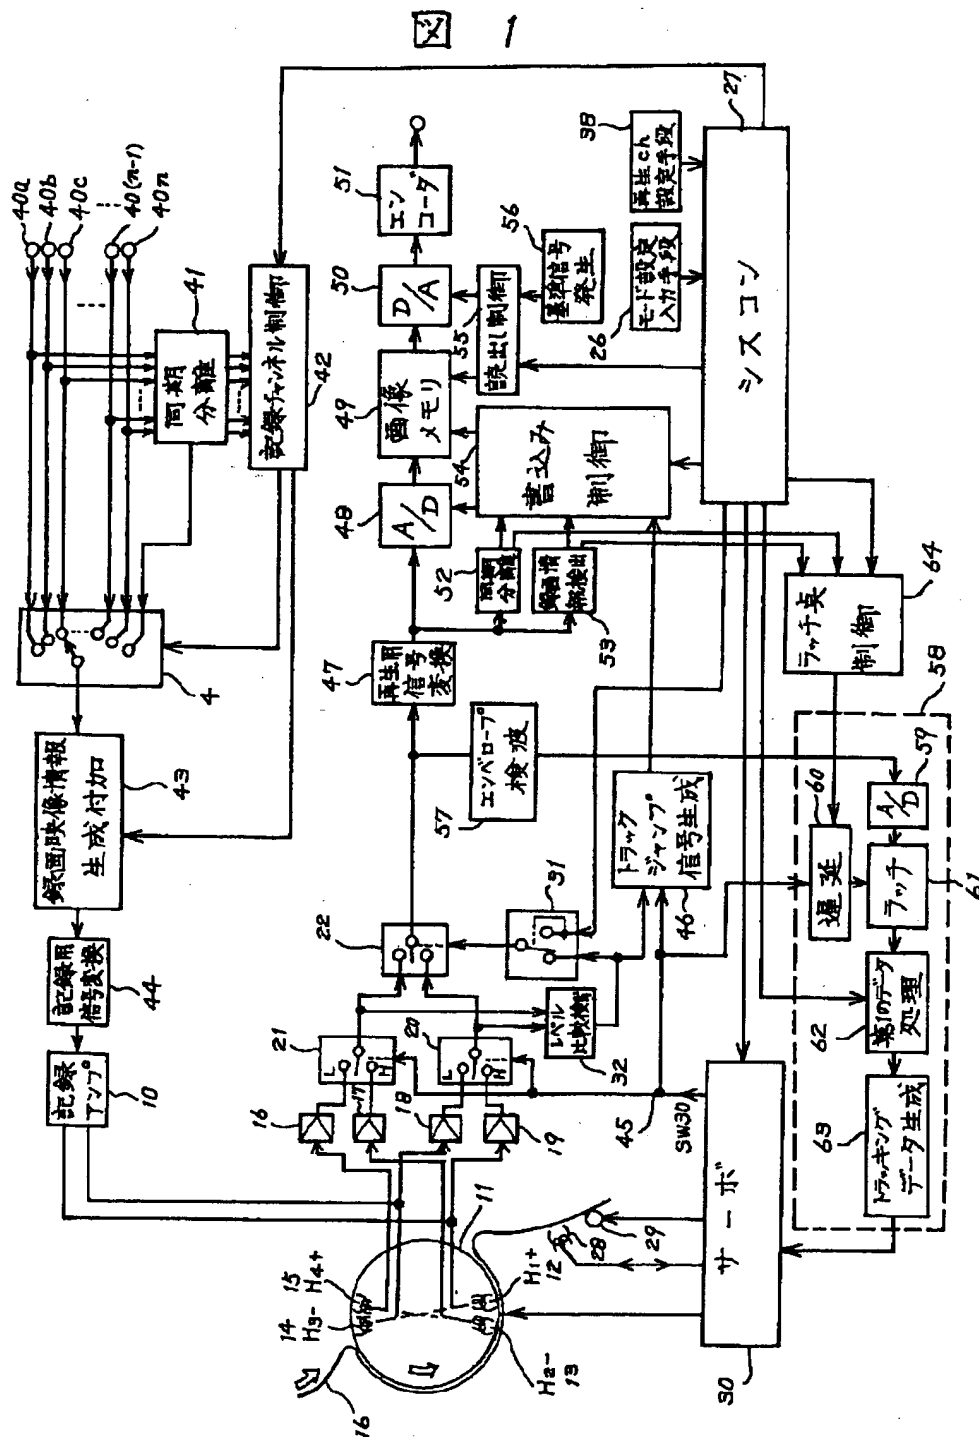 図 1
40a
40b
40c
40(n-1)
40n
同期
分離
41
記録チャンネル制御
42
4
録画映像情報
生成付加
43
記録用
信号変換
44
記録
アンプ
10
エン
コーダ
51
D/A
50
画像
メモリ
49
A/D
48
読出し制御
55
基準信号
発生
56
書込み
制御
54
同期
分離
52
録画情
報検出
53
再生用
信号
変換
47
エンベロープ
検波
57
22
31
トラック
ジャンプ
信号生成
46
21
L
H
20
L
H
レベル
比較検波
32
16
17
18
19
45
SW30
11
15
H4+
14
H3-
H1+
12
H2-
13
16
28
29
サーボ
30
再生ch
設定手段
38
モード設定
入力手段
26
シスコン
27
ラッチ点
制御
64
58
A/D
59
遅延
60
ラッチ
61
第1のデータ
処理
62
トラッキング
データ生成
63